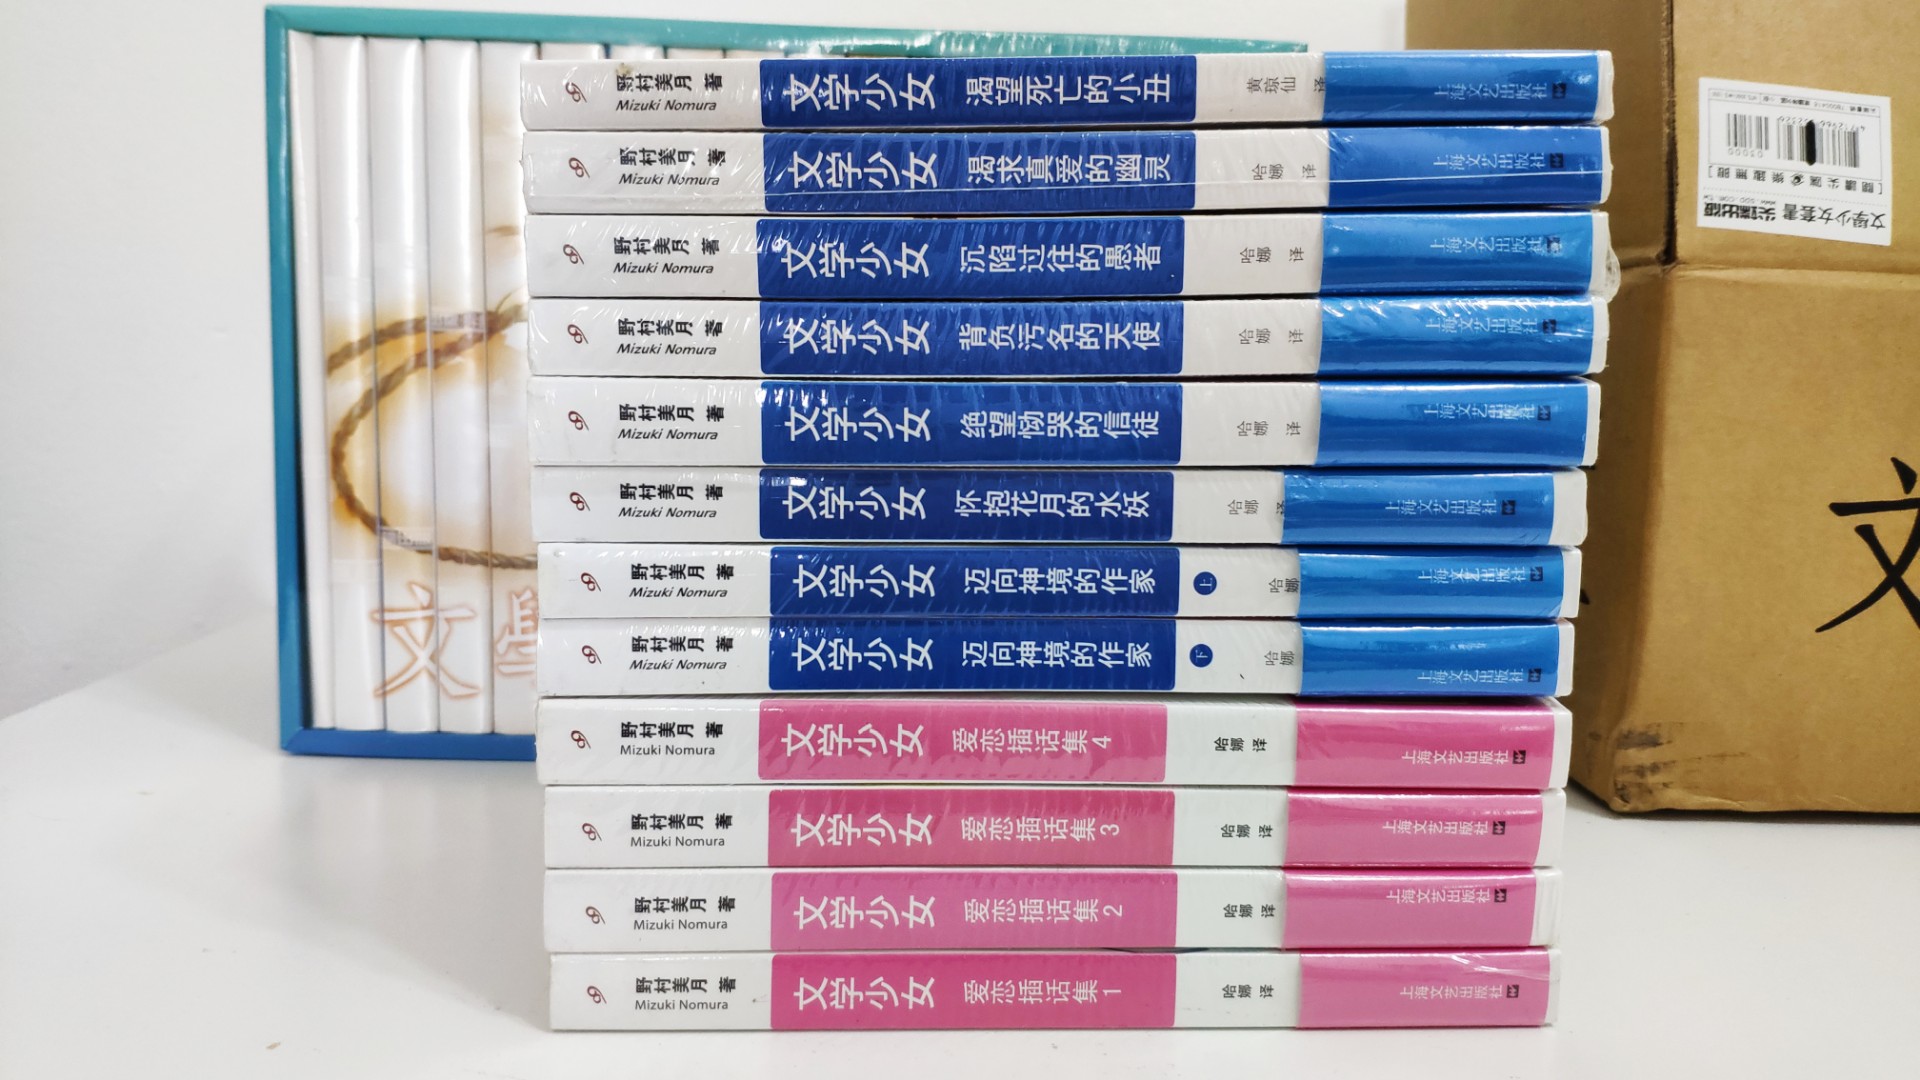 野村美月 著
Mizuki Nomura
文学少女 渴望死亡的小丑
黄琼仙 译
上海文艺出版社
野村美月 著
Mizuki Nomura
文学少女 渴求真爱的幽灵
哈娜 译
上海文艺出版社
野村美月 著
Mizuki Nomura
文学少女 沉陷过往的愚者
哈娜 译
上海文艺出版社
野村美月 著
Mizuki Nomura
文学少女 背负污名的天使
哈娜 译
上海文艺出版社
野村美月 著
Mizuki Nomura
文学少女 绝望恸哭的信徒
哈娜 译
上海文艺出版社
野村美月 著
Mizuki Nomura
文学少女 怀抱花月的水妖
哈娜 译
上海文艺出版社
野村美月 著
Mizuki Nomura
文学少女 迈向神境的作家 上
哈娜
上海文艺出版社
野村美月 著
Mizuki Nomura
文学少女 迈向神境的作家 下
哈娜
上海文艺出版社
野村美月 著
Mizuki Nomura
文学少女 爱恋插话集 4
哈娜 译
上海文艺出版社
野村美月 著
Mizuki Nomura
文学少女 爱恋插话集 3
哈娜 译
上海文艺出版社
野村美月 著
Mizuki Nomura
文学少女 爱恋插话集 2
哈娜 译
上海文艺出版社
野村美月 著
Mizuki Nomura
文学少女 爱恋插话集 1
哈娜 译
上海文艺出版社
文
文學少女套書 尖端出版
03000
文